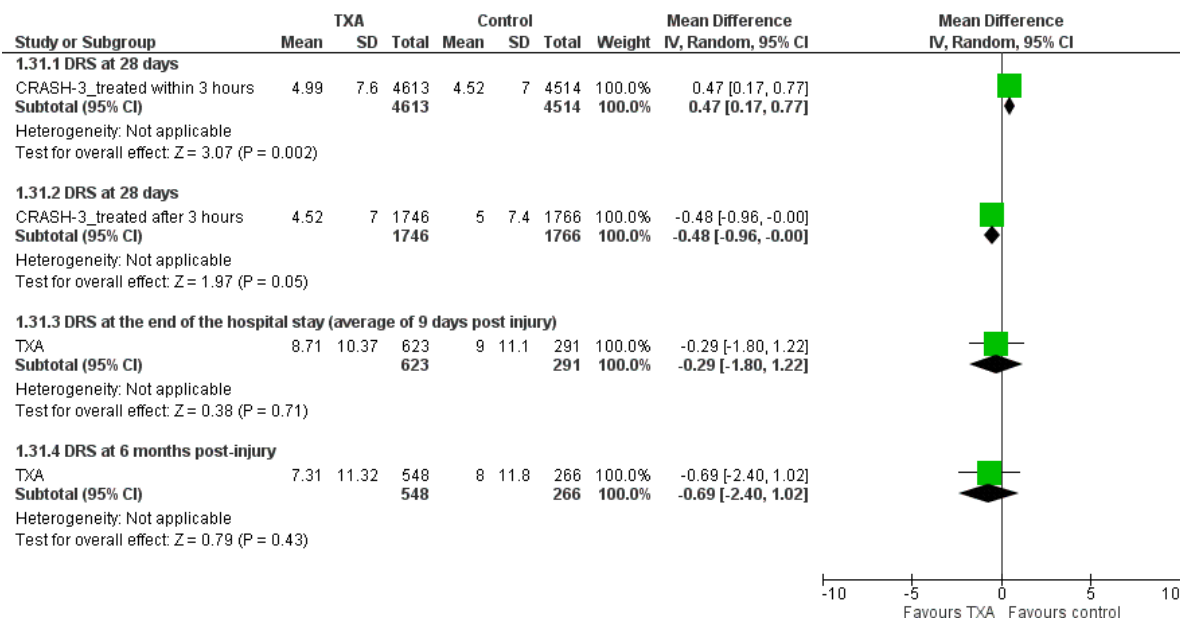 TXA Control Mean Difference Mean Difference
Study or Subgroup Mean SD Total Mean SD Total Weight IV, Random, 95% CI IV, Random, 95% CI
1.31.1 DRS at 28 days
CRASH-3_treated within 3 hours 4.99 7.6 4613 4.52 7 4514 100.0% 0.47 [0.17, 0.77]
Subtotal (95% CI) 4613 4514 100.0% 0.47 [0.17, 0.77]
Heterogeneity: Not applicable
Test for overall effect: Z = 3.07 (P = 0.002)
1.31.2 DRS at 28 days
CRASH-3_treated after 3 hours 4.52 7 1746 5 7.4 1766 100.0% -0.48 [-0.96, -0.00]
Subtotal (95% CI) 1746 1766 100.0% -0.48 [-0.96, -0.00]
Heterogeneity: Not applicable
Test for overall effect: Z = 1.97 (P = 0.05)
1.31.3 DRS at the end of the hospital stay (average of 9 days post injury)
TXA 8.71 10.37 623 9 11.1 291 100.0% -0.29 [-1.80, 1.22]
Subtotal (95% CI) 623 291 100.0% -0.29 [-1.80, 1.22]
Heterogeneity: Not applicable
Test for overall effect: Z = 0.38 (P = 0.71)
1.31.4 DRS at 6 months post-injury
TXA 7.31 11.32 548 8 11.8 266 100.0% -0.69 [-2.40, 1.02]
Subtotal (95% CI) 548 266 100.0% -0.69 [-2.40, 1.02]
Heterogeneity: Not applicable
Test for overall effect: Z = 0.79 (P = 0.43)
-10 -5 0 5 10
Favours TXA Favours control